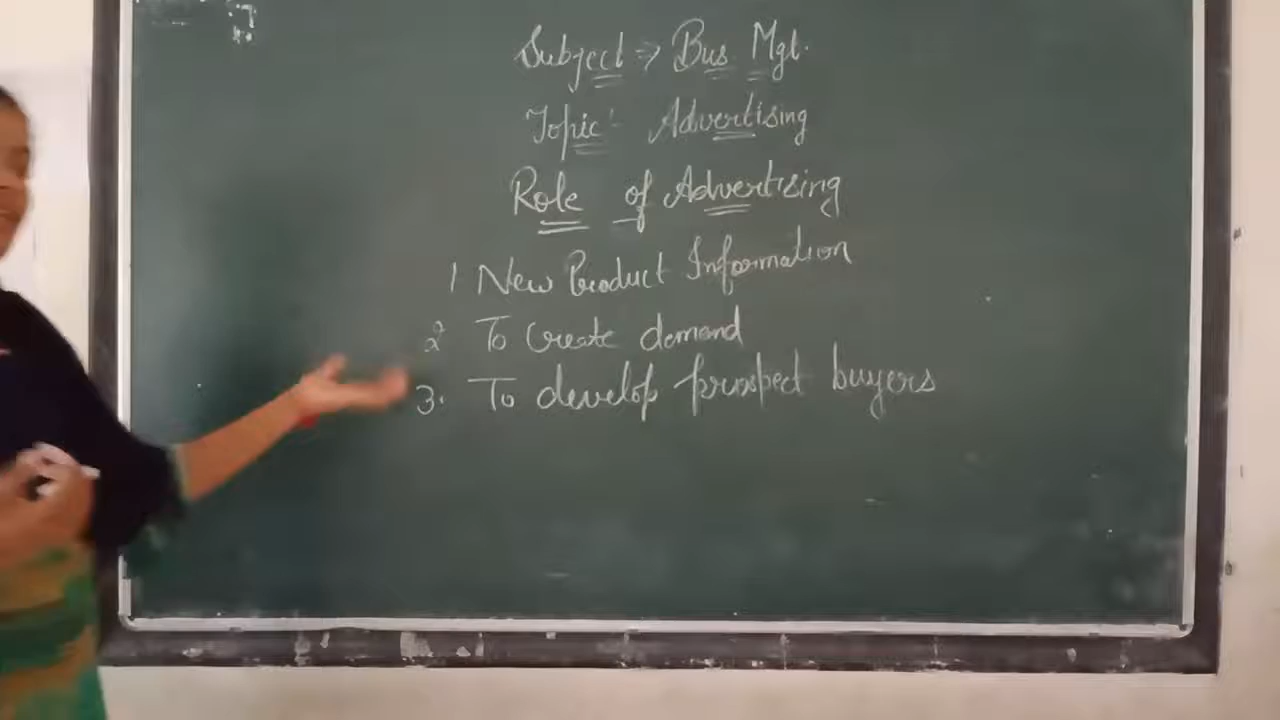 Subject => Bus Mgt.
Topic: Advertising
Role of Advertising
1 New Product Information
2 To Create demand
3. To develop prospect buyers